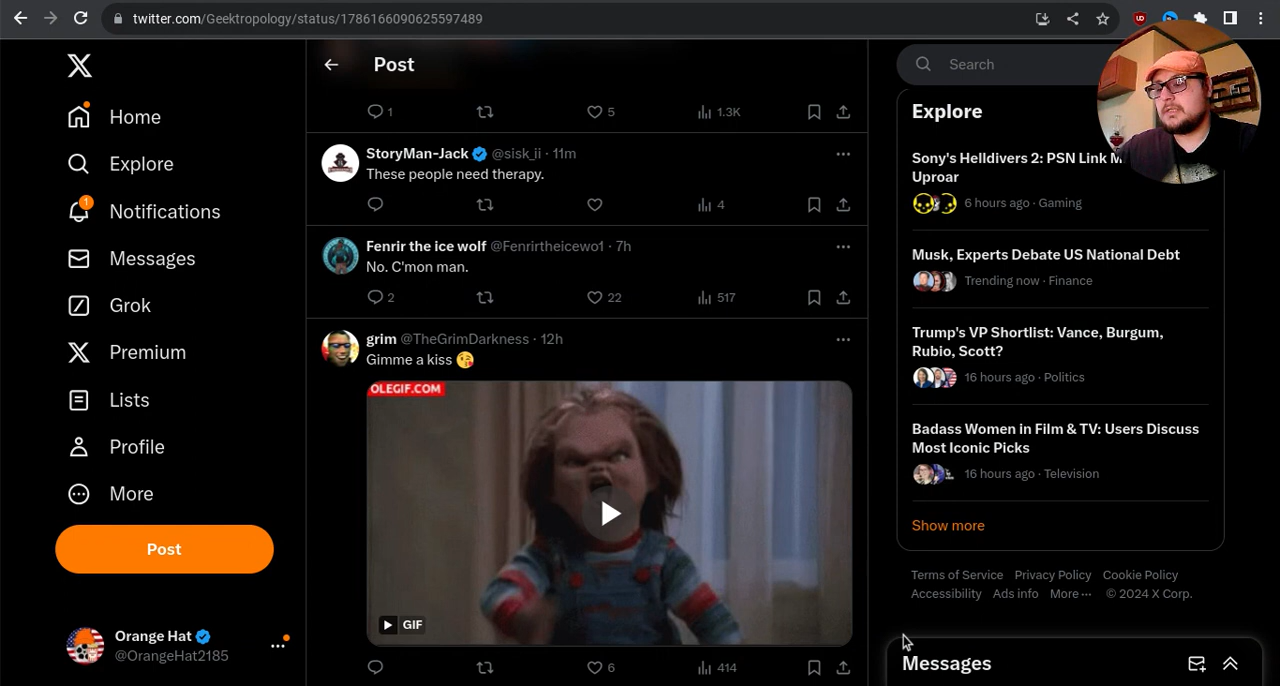 twitter.com/Geektropology/status/1786166090625597489
Post
Search
Home
Explore
Notifications
1
Messages
Grok
Premium
Lists
Profile
More
Post
Orange Hat
@OrangeHat2185
1 5 1.3K
StoryMan-Jack @sisk_ii · 11m
These people need therapy.
4
Fenrir the ice wolf @Fenrirtheicewo1 · 7h
No. C'mon man.
2 22 517
grim @TheGrimDarkness · 12h
Gimme a kiss 😘
OLEGIF.COM
GIF
6 414
Explore
Sony's Helldivers 2: PSN Link
Uproar
6 hours ago · Gaming
Musk, Experts Debate US National Debt
Trending now · Finance
Trump's VP Shortlist: Vance, Burgum,
Rubio, Scott?
16 hours ago · Politics
Badass Women in Film & TV: Users Discuss
Most Iconic Picks
16 hours ago · Television
Show more
Terms of Service Privacy Policy Cookie Policy
Accessibility Ads info More ··· © 2024 X Corp.
Messages